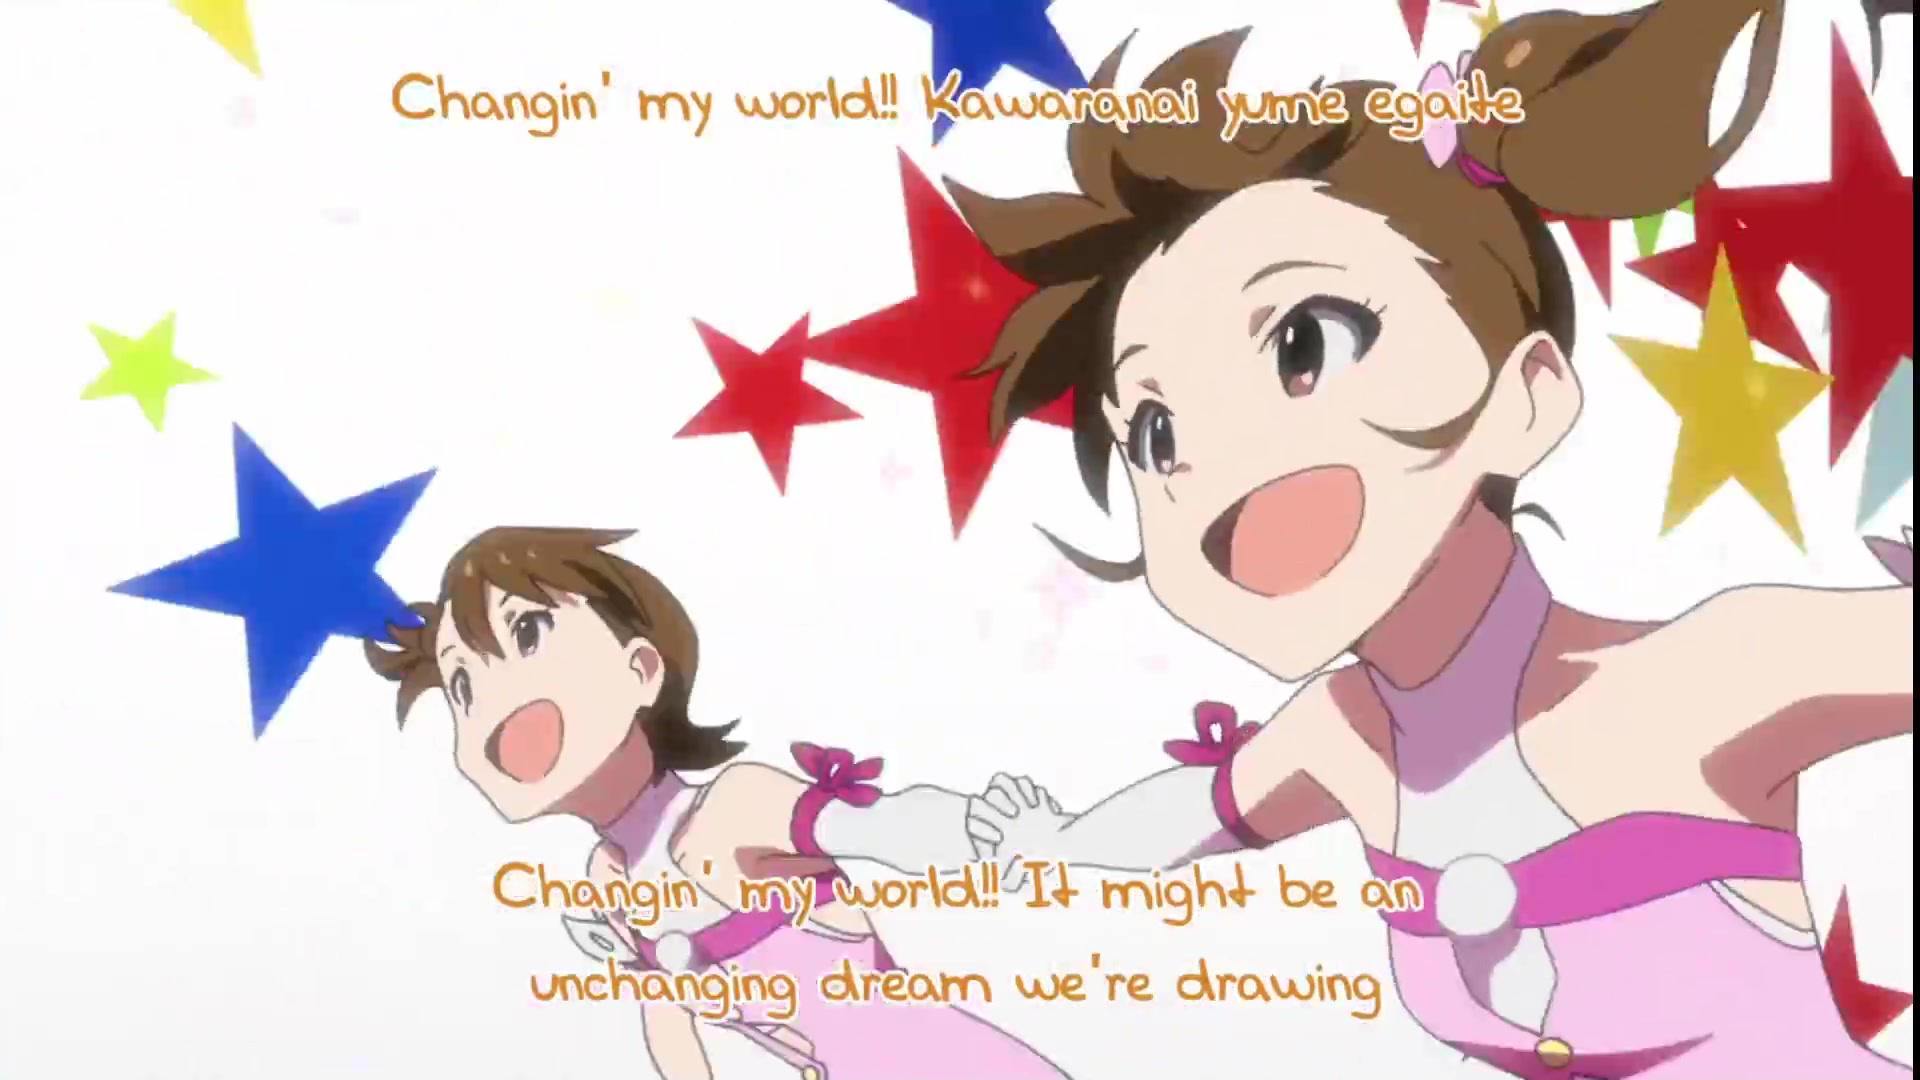 Changin' my world!! Kawaranai yume egaite
Changin' my world!! It might be an
unchanging dream we're drawing